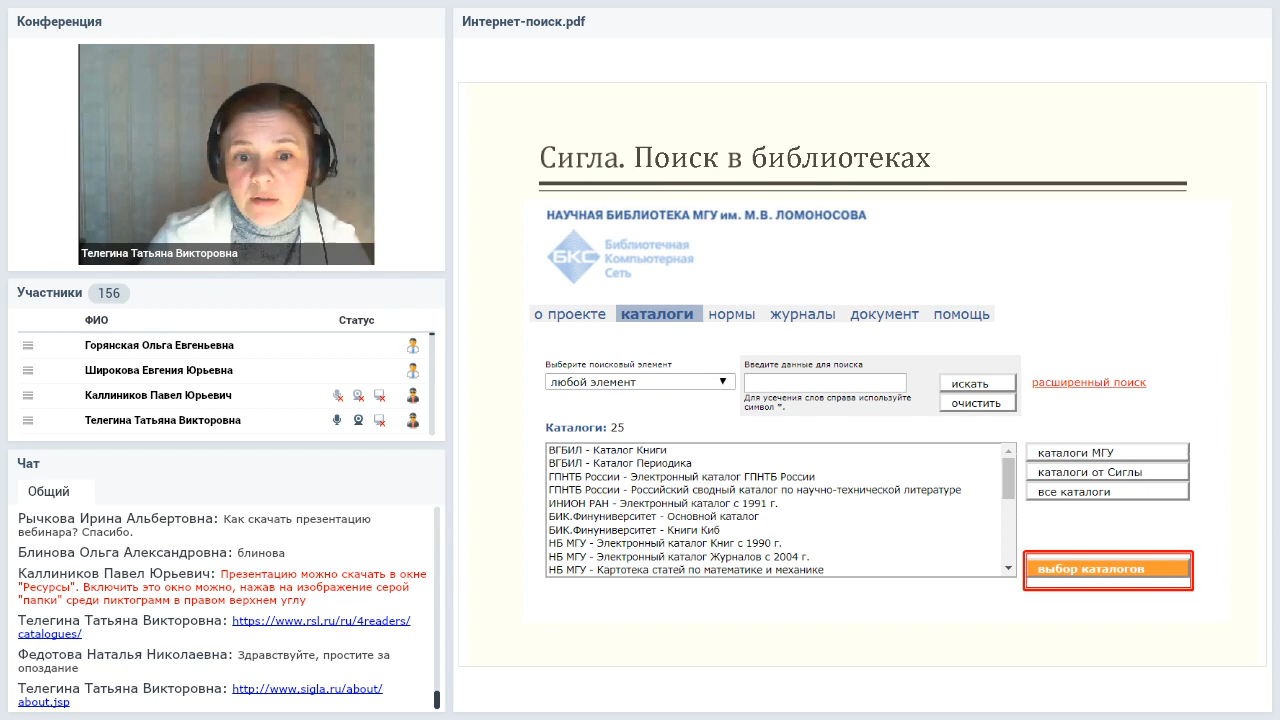 Конференция
Телегина Татьяна Викторовна
Участники 156
ФИО Статус
Горянская Ольга Евгеньевна
Широкова Евгения Юрьевна
Каллиников Павел Юрьевич
Телегина Татьяна Викторовна
Чат
Общий
Рычкова Ирина Альбертовна: Как скачать презентацию
вебинара? Спасибо.
Блинова Ольга Александровна: блинова
Каллиников Павел Юрьевич: Презентацию можно скачать в окне
"Ресурсы". Включить это окно можно, нажав на изображение серой
"папки" среди пиктограмм в правом верхнем углу
Телегина Татьяна Викторовна: https://www.rsl.ru/ru/4readers/
catalogues/
Федотова Наталья Николаевна: Здравствуйте, простите за
опоздание
Телегина Татьяна Викторовна: http://www.sigla.ru/about/
about.jsp
Интернет-поиск.pdf
Сигла. Поиск в библиотеках
НАУЧНАЯ БИБЛИОТЕКА МГУ им. М.В. ЛОМОНОСОВА
БКС
Библиотечная
Компьютерная
Сеть
о проекте каталоги нормы журналы документ помощь
Выберите поисковый элемент
любой элемент
Введите данные для поиска
Для усечения слов справа используйте
символ *.
искать
очистить
расширенный поиск
Каталоги: 25
ВГБИЛ - Каталог Книги
ВГБИЛ - Каталог Периодика
ГПНТБ России - Электронный каталог ГПНТБ России
ГПНТБ России - Российский сводный каталог по научно-технической литературе
ИНИОН РАН - Электронный каталог с 1991 г.
БИК.Финуниверситет - Основной каталог
БИК.Финуниверситет - Книги Киб
НБ МГУ - Электронный каталог Книг с 1990 г.
НБ МГУ - Электронный каталог Журналов с 2004 г.
НБ МГУ - Картотека статей по математике и механике
каталоги МГУ
каталоги от Сиглы
все каталоги
выбор каталогов